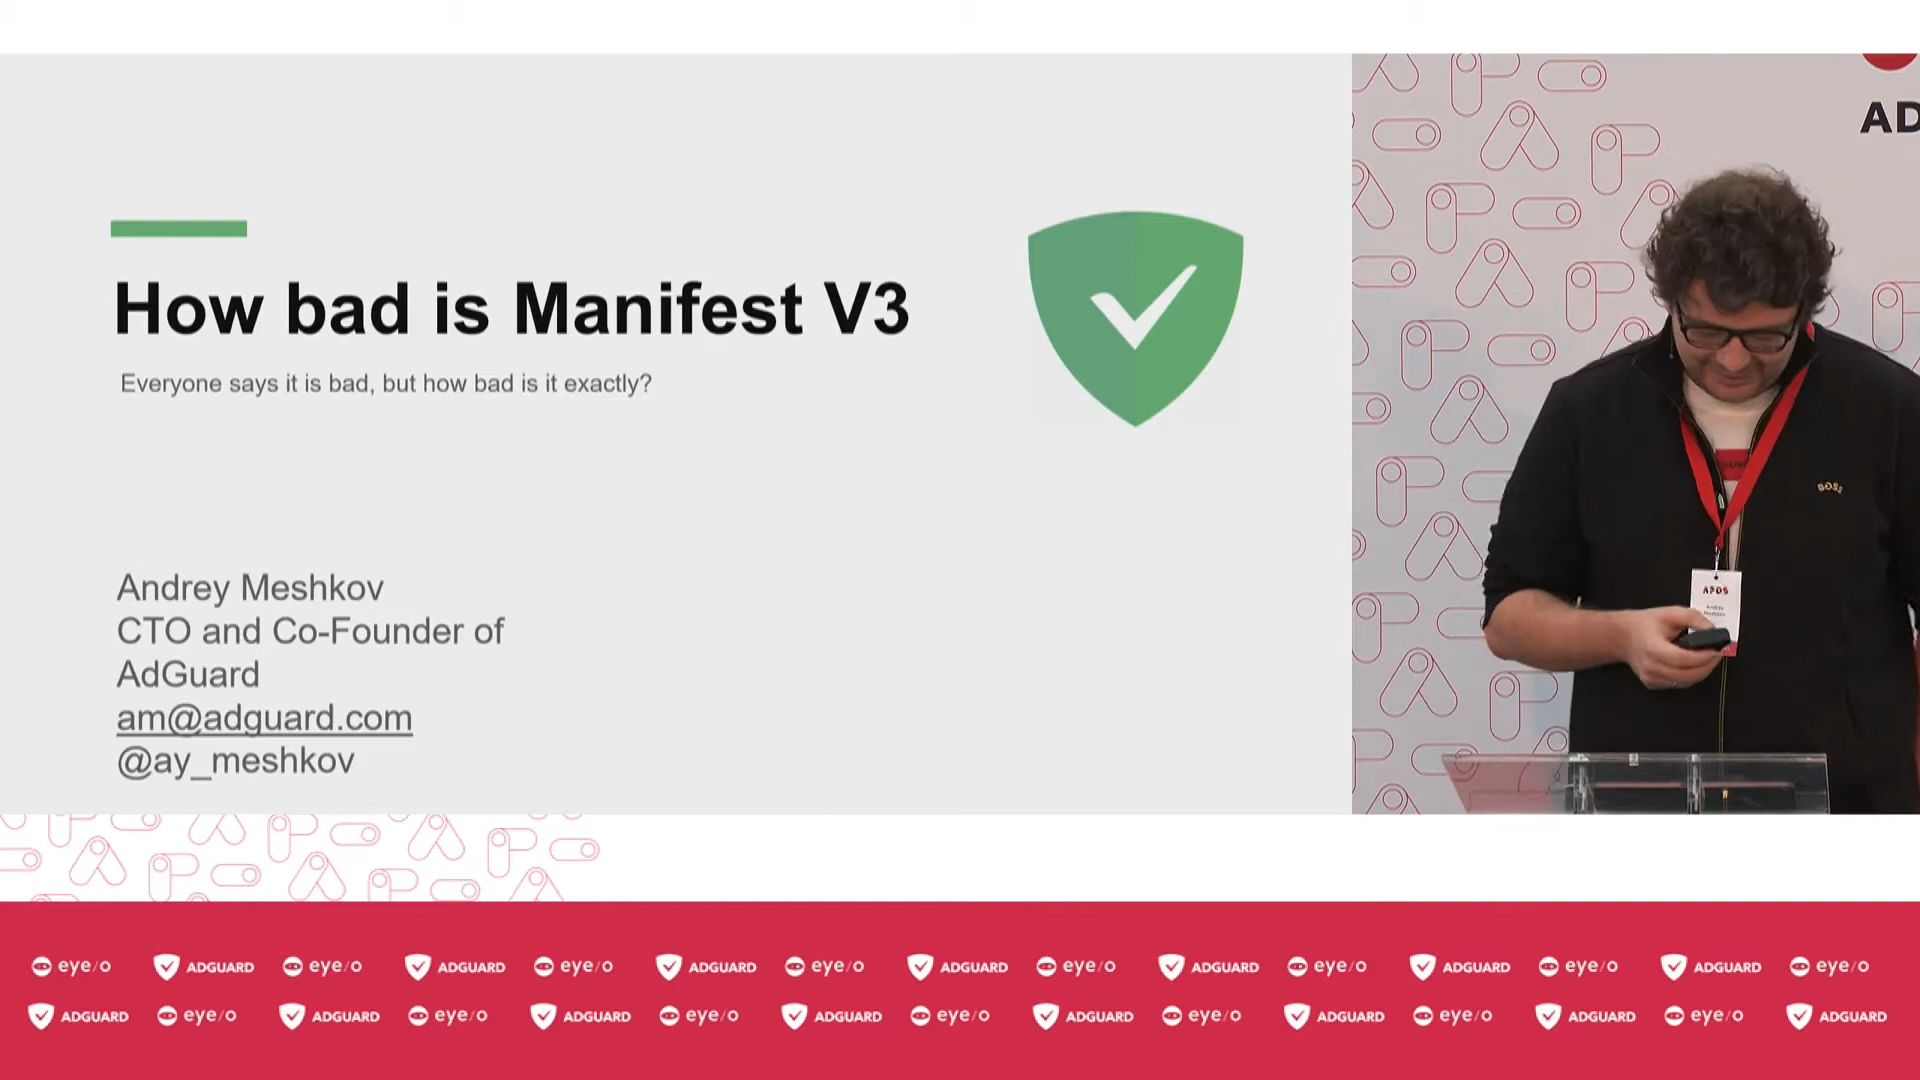 How bad is Manifest V3
Everyone says it is bad, but how bad is it exactly?
Andrey Meshkov
CTO and Co-Founder of
AdGuard
am@adguard.com
@ay_meshkov
AD
BOSS
APDS
eye/o ADGUARD eye/o ADGUARD eye/o ADGUARD eye/o ADGUARD eye/o ADGUARD eye/o ADGUARD eye/o ADGUARD eye/o
ADGUARD eye/o ADGUARD eye/o ADGUARD eye/o ADGUARD eye/o ADGUARD eye/o ADGUARD eye/o ADGUARD eye/o ADGUARD